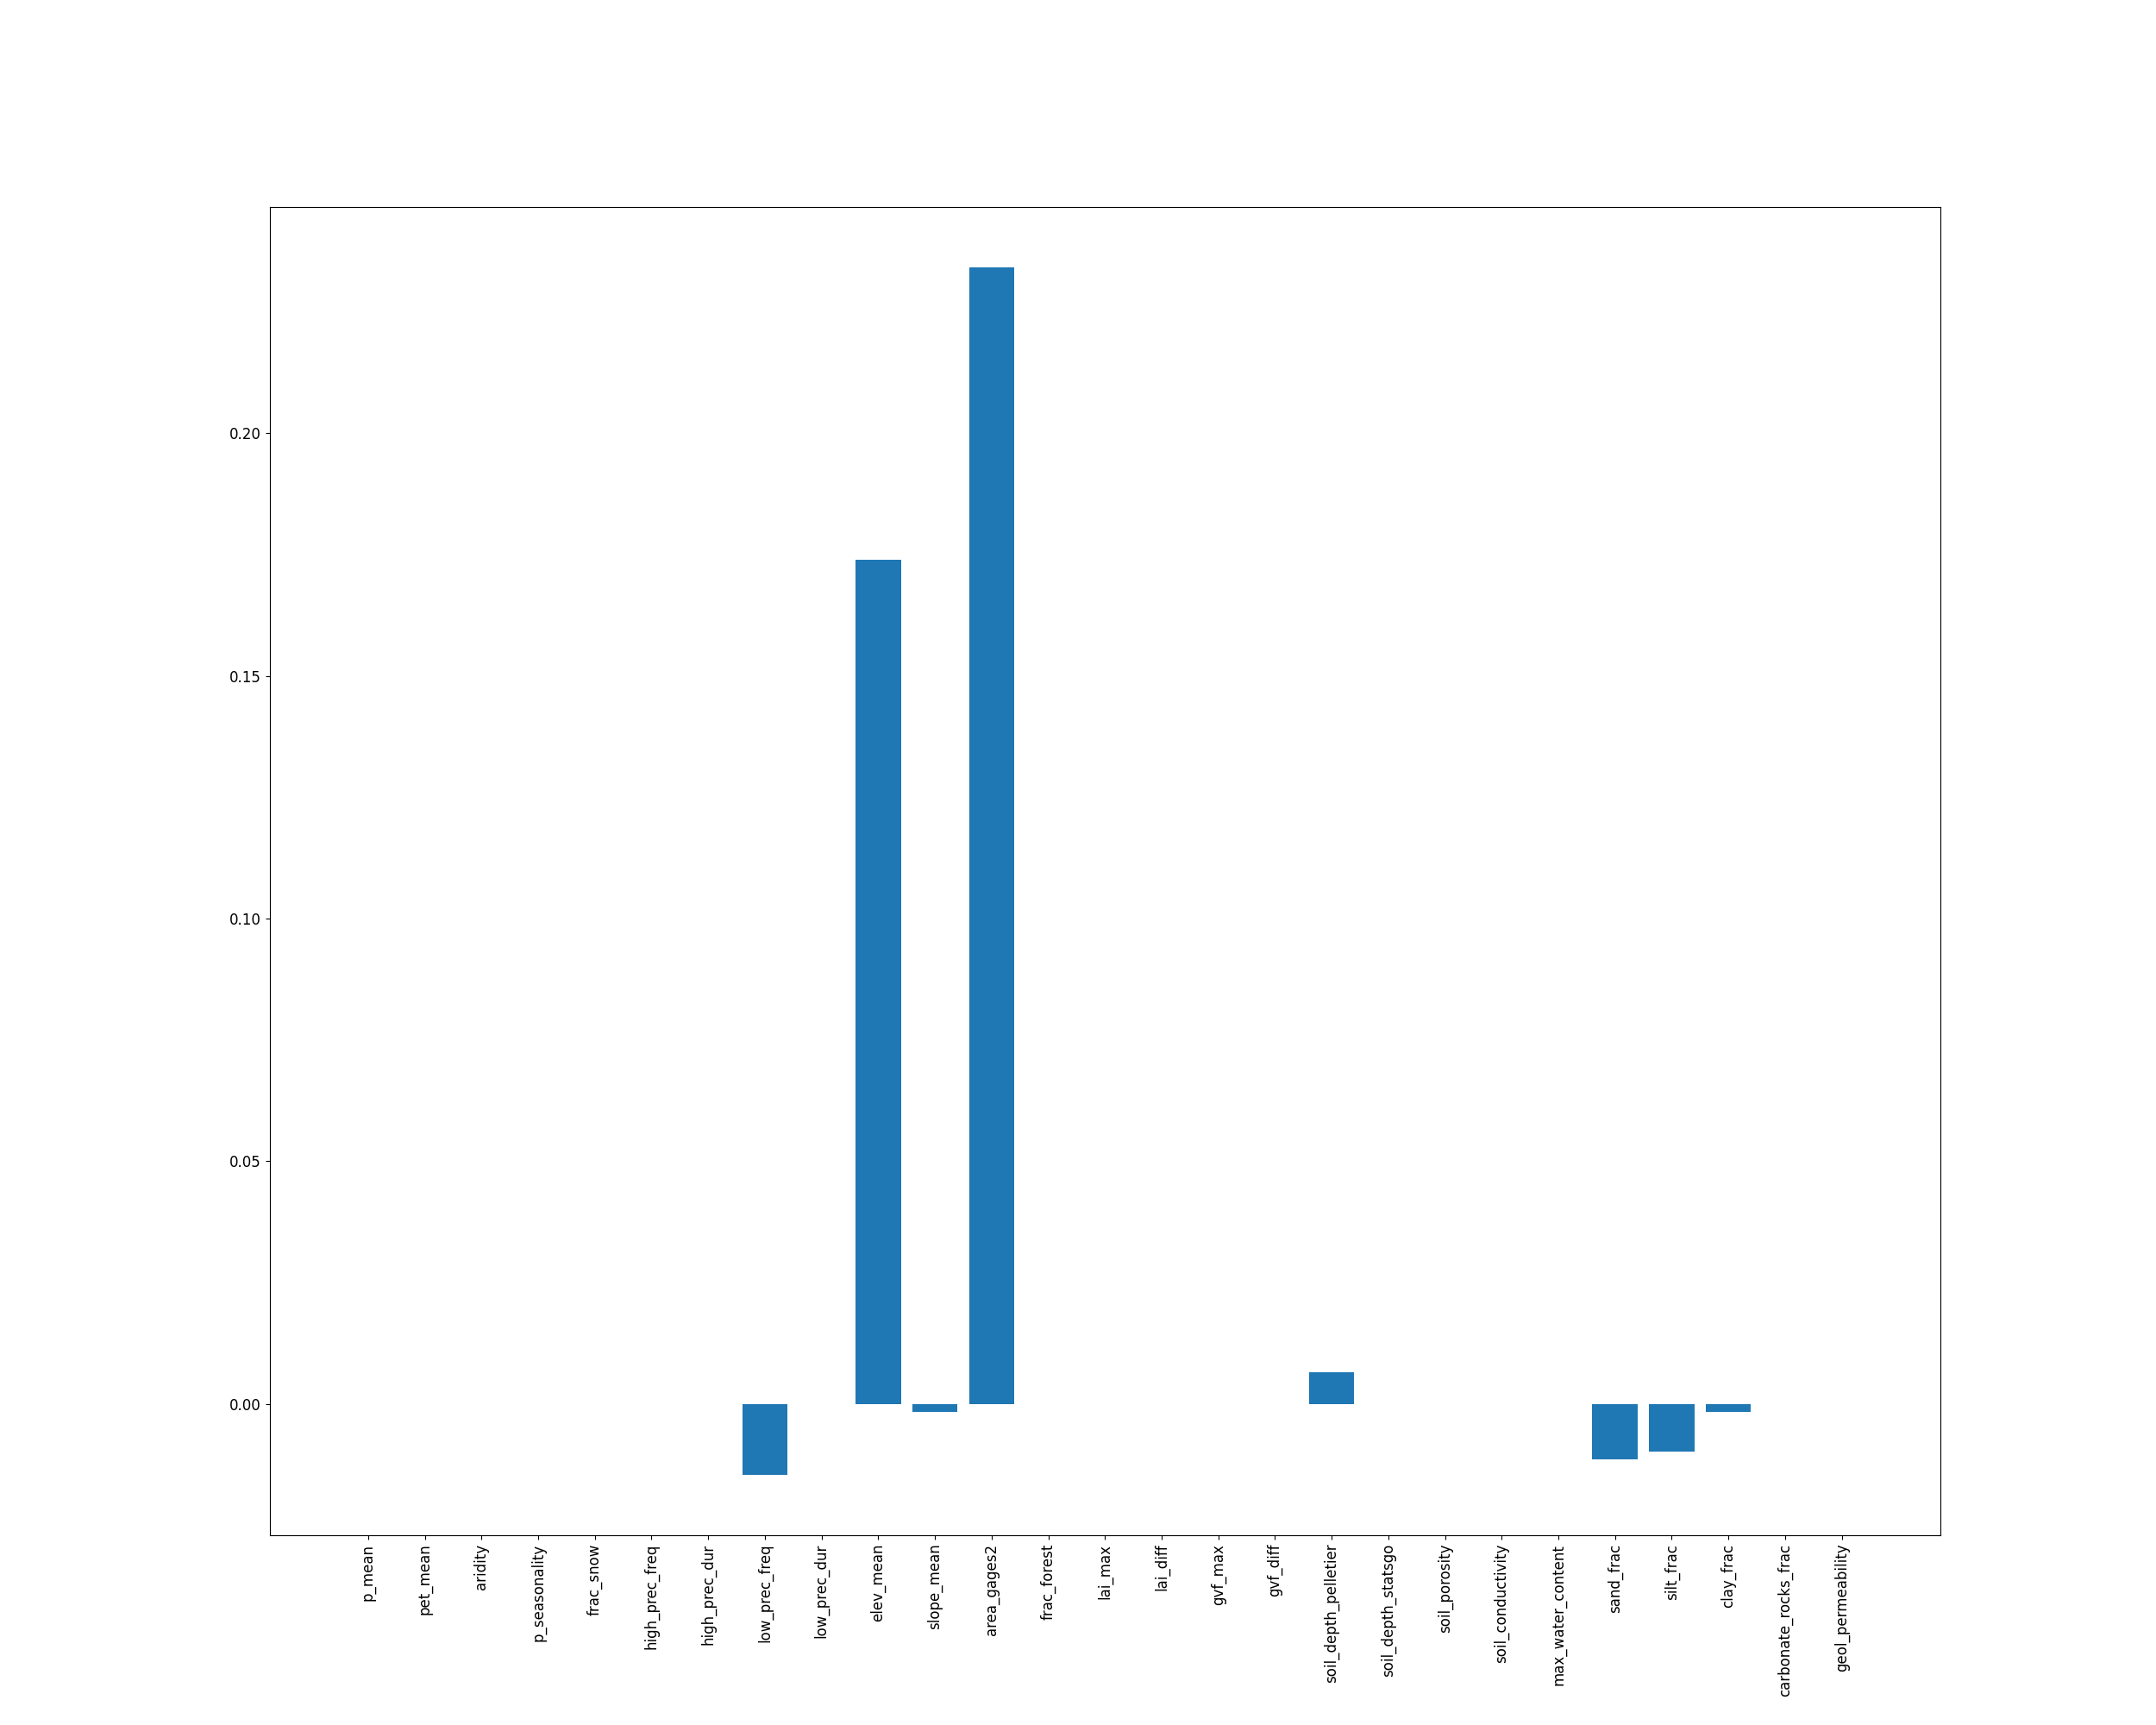 0.20
0.15
0.10
0.05
0.00
p_mean
pet_mean
aridity
p_seasonality
frac_snow
high_prec_freq
high_prec_dur
low_prec_freq
low_prec_dur
elev_mean
slope_mean
area_gages2
frac_forest
lai_max
lai_diff
gvf_max
gvf_diff
soil_depth_pelletier
soil_depth_statsgo
soil_porosity
soil_conductivity
max_water_content
sand_frac
silt_frac
clay_frac
carbonate_rocks_frac
geol_permeability